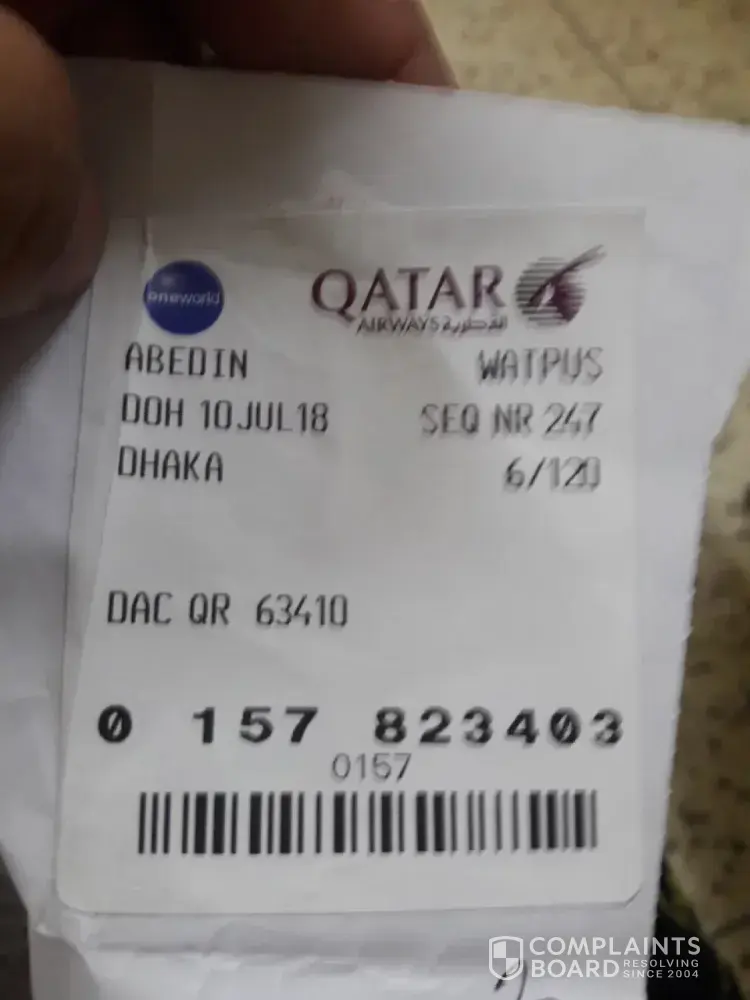 oneworld
QATAR
AIRWAYS القطرية
ABEDIN WATPUS
DOH 10JUL18 SEQ NR 247
DHAKA 6/120
DAC QR 63410
0 157 823403
0157
COMPLAINTS
BOARD RESOLVING
SINCE 2004